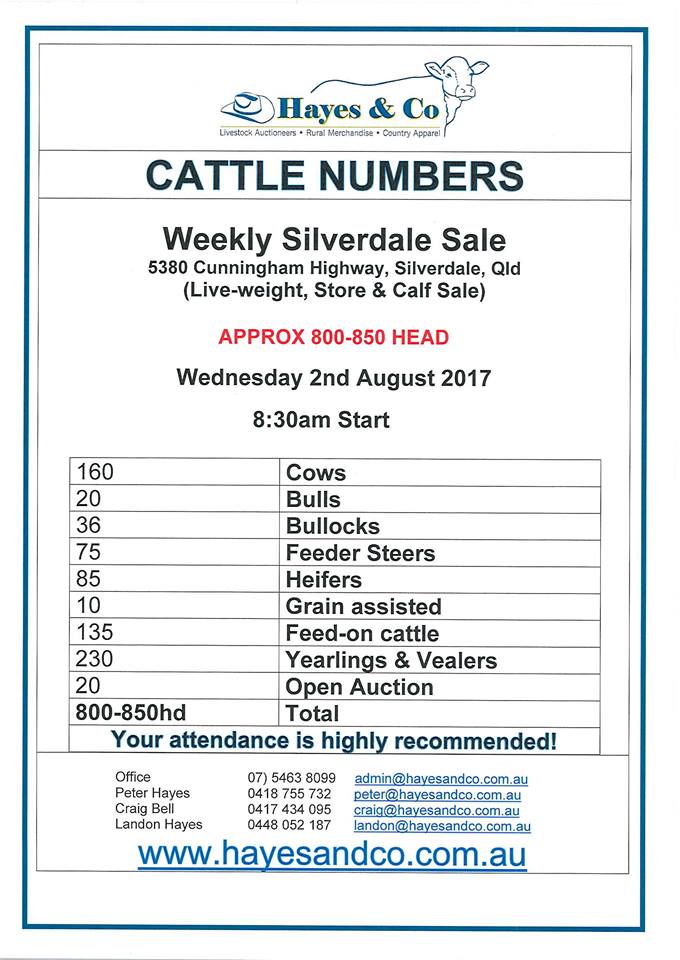 Hayes & Co
Livestock Auctioneers • Rural Merchandise • Country Apparel
CATTLE NUMBERS
Weekly Silverdale Sale
5380 Cunningham Highway, Silverdale, Qld
(Live-weight, Store & Calf Sale)
APPROX 800-850 HEAD
Wednesday 2nd August 2017
8:30am Start
160 Cows
20 Bulls
36 Bullocks
75 Feeder Steers
85 Heifers
10 Grain assisted
135 Feed-on cattle
230 Yearlings & Vealers
20 Open Auction
800-850hd Total
Your attendance is highly recommended!
Office 07) 5463 8099 admin@hayesandco.com.au
Peter Hayes 0418 755 732 peter@hayesandco.com.au
Craig Bell 0417 434 095 craig@hayesandco.com.au
Landon Hayes 0448 052 187 landon@hayesandco.com.au
www.hayesandco.com.au